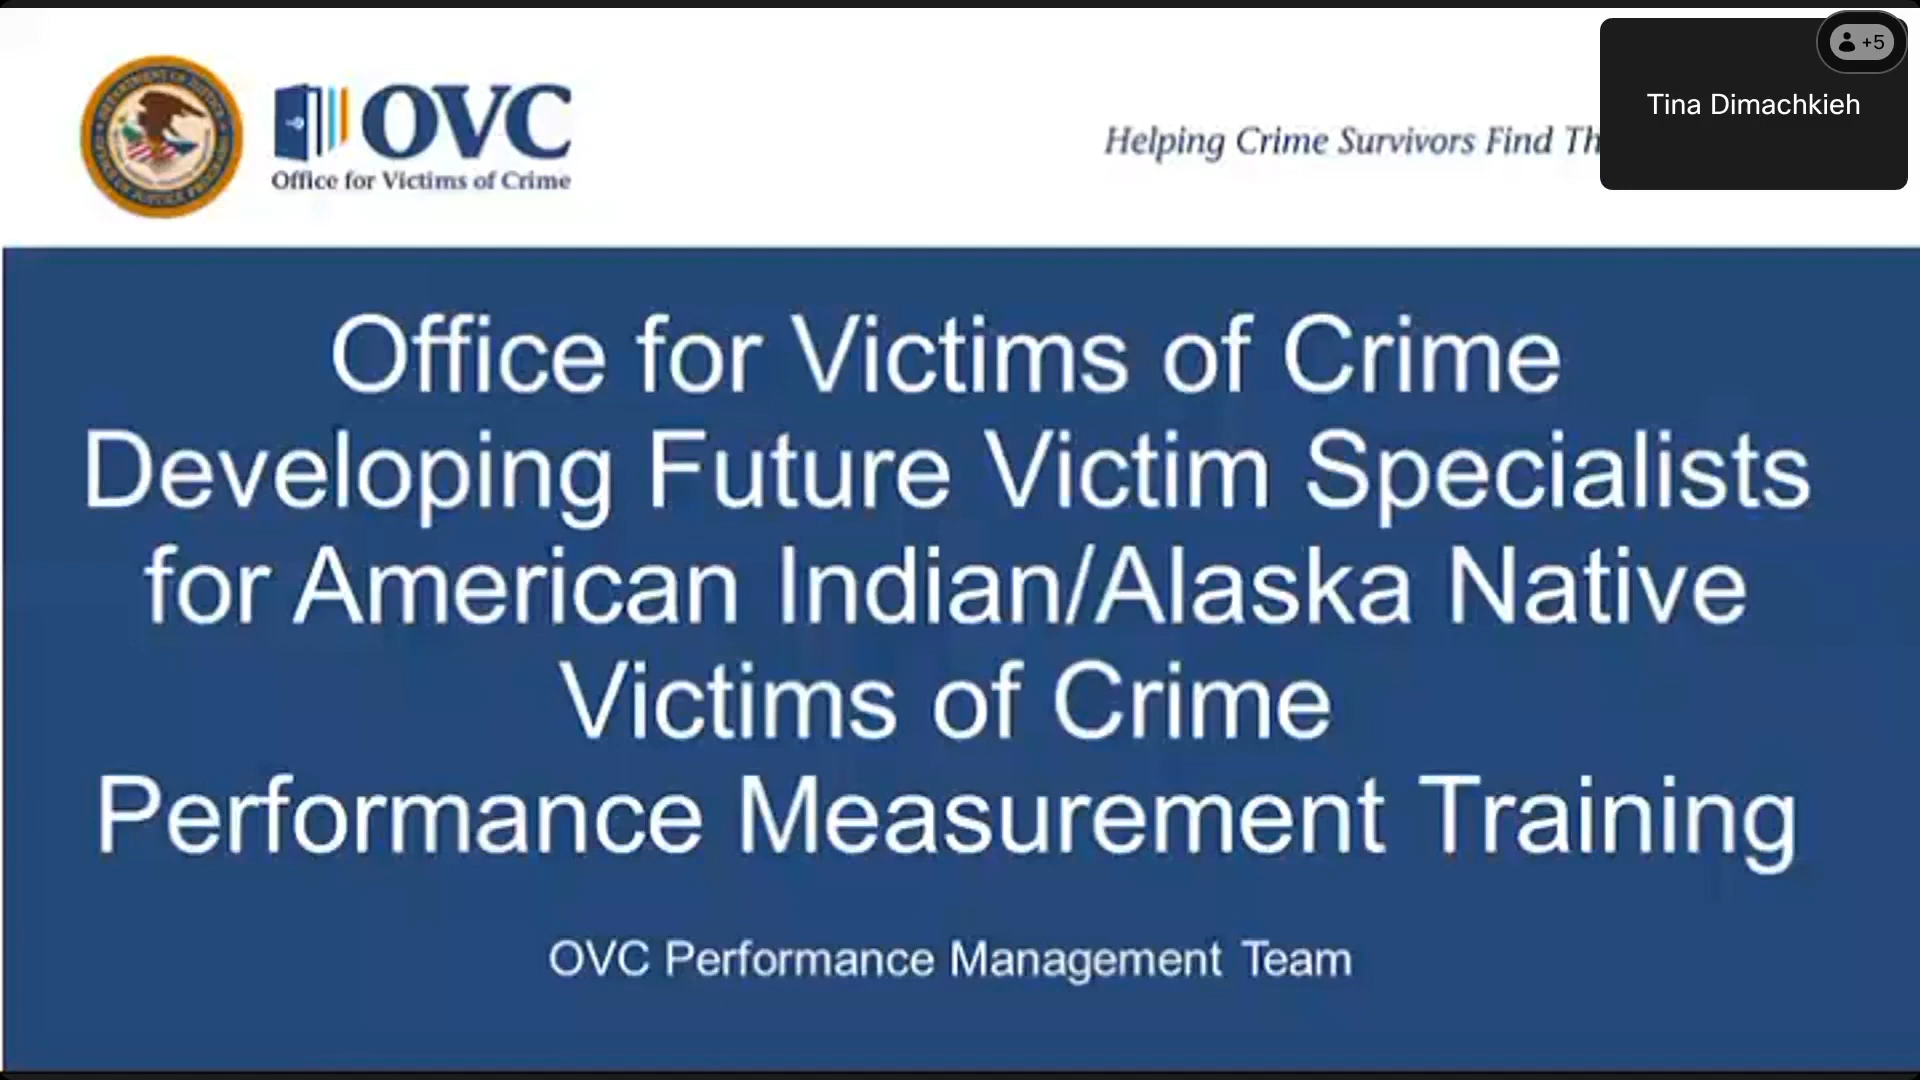 OVC
Office for Victims of Crime
Helping Crime Survivors Find
+5
Tina Dimachkieh
Office for Victims of Crime
Developing Future Victim Specialists
for American Indian/Alaska Native
Victims of Crime
Performance Measurement Training
OVC Performance Management Team